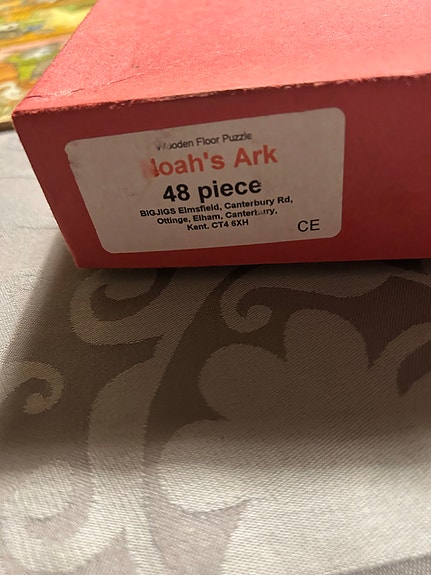 Wooden Floor Puzzle
Noah's Ark
48 piece
BIGJIGS Elmsfield, Canterbury Rd,
Ottinge, Elham, Canterbury,
Kent. CT4 6XH
CE